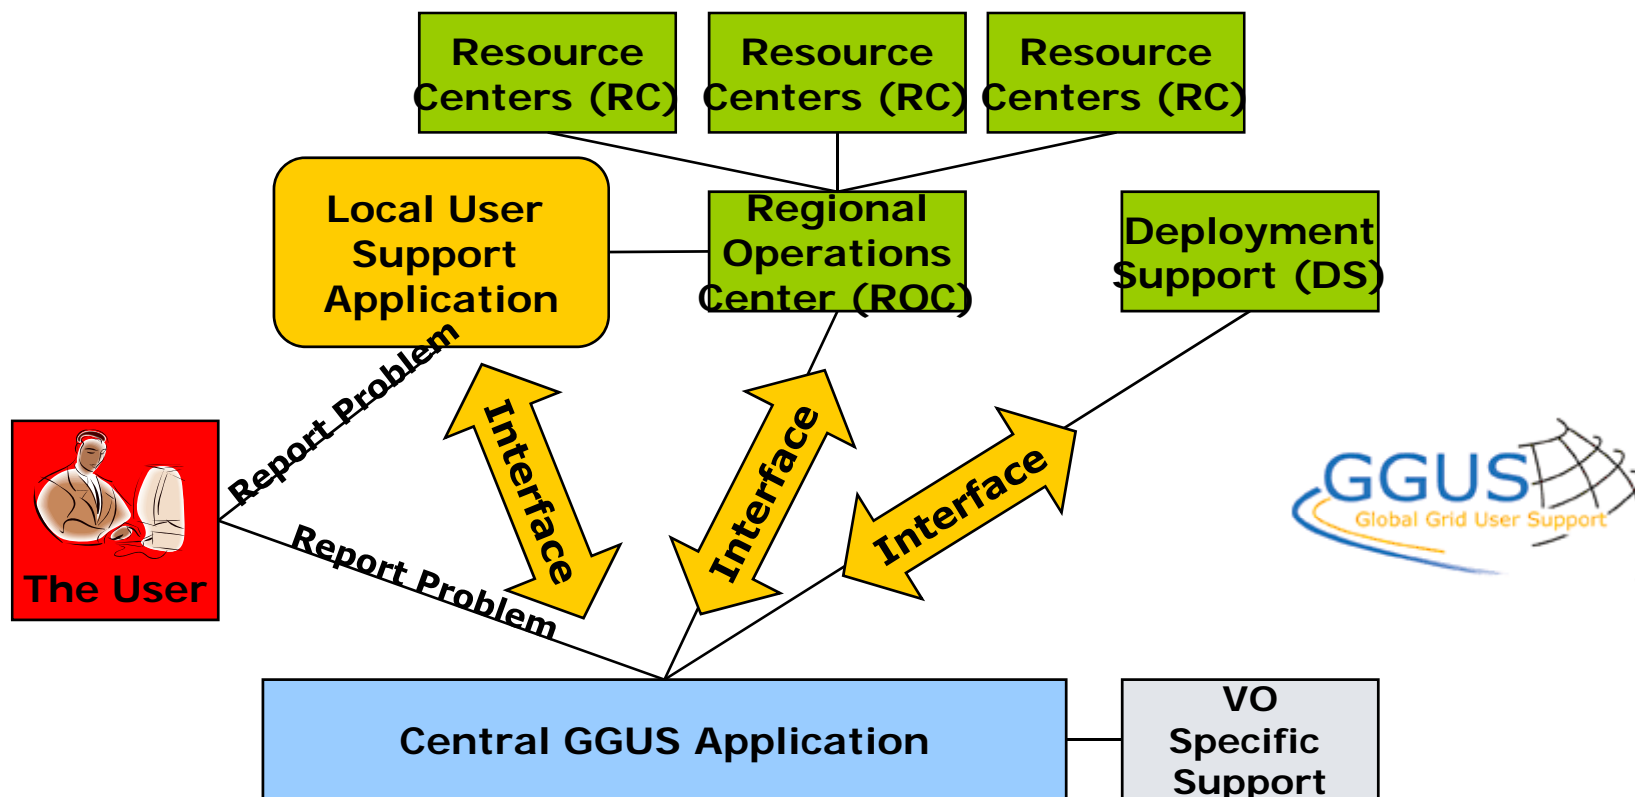 Resource
Centers (RC)
Resource
Centers (RC)
Resource
Centers (RC)
Local User
Support
Application
Regional
Operations
Center (ROC)
Deployment
Support (DS)
Report Problem
Interface
Interface
Interface
GGUS
Global Grid User Support
The User
Report Problem
Central GGUS Application
VO
Specific
Support